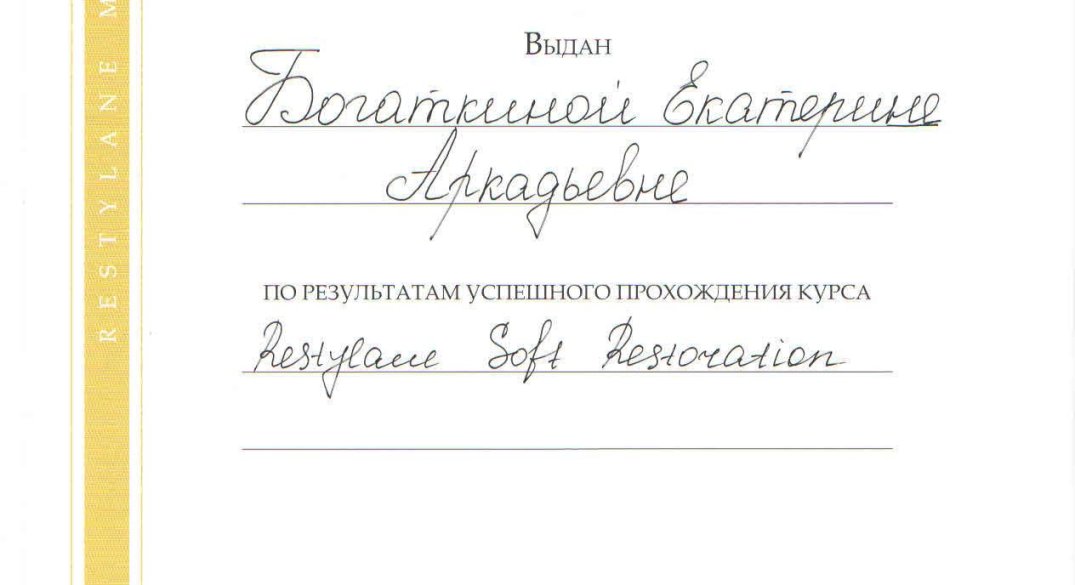 Выдан
Богаткиной Екатерине
Аркадьевне
ПО РЕЗУЛЬТАТАМ УСПЕШНОГО ПРОХОЖДЕНИЯ КУРСА
Restylane Soft Restoration
RESTYLANE M